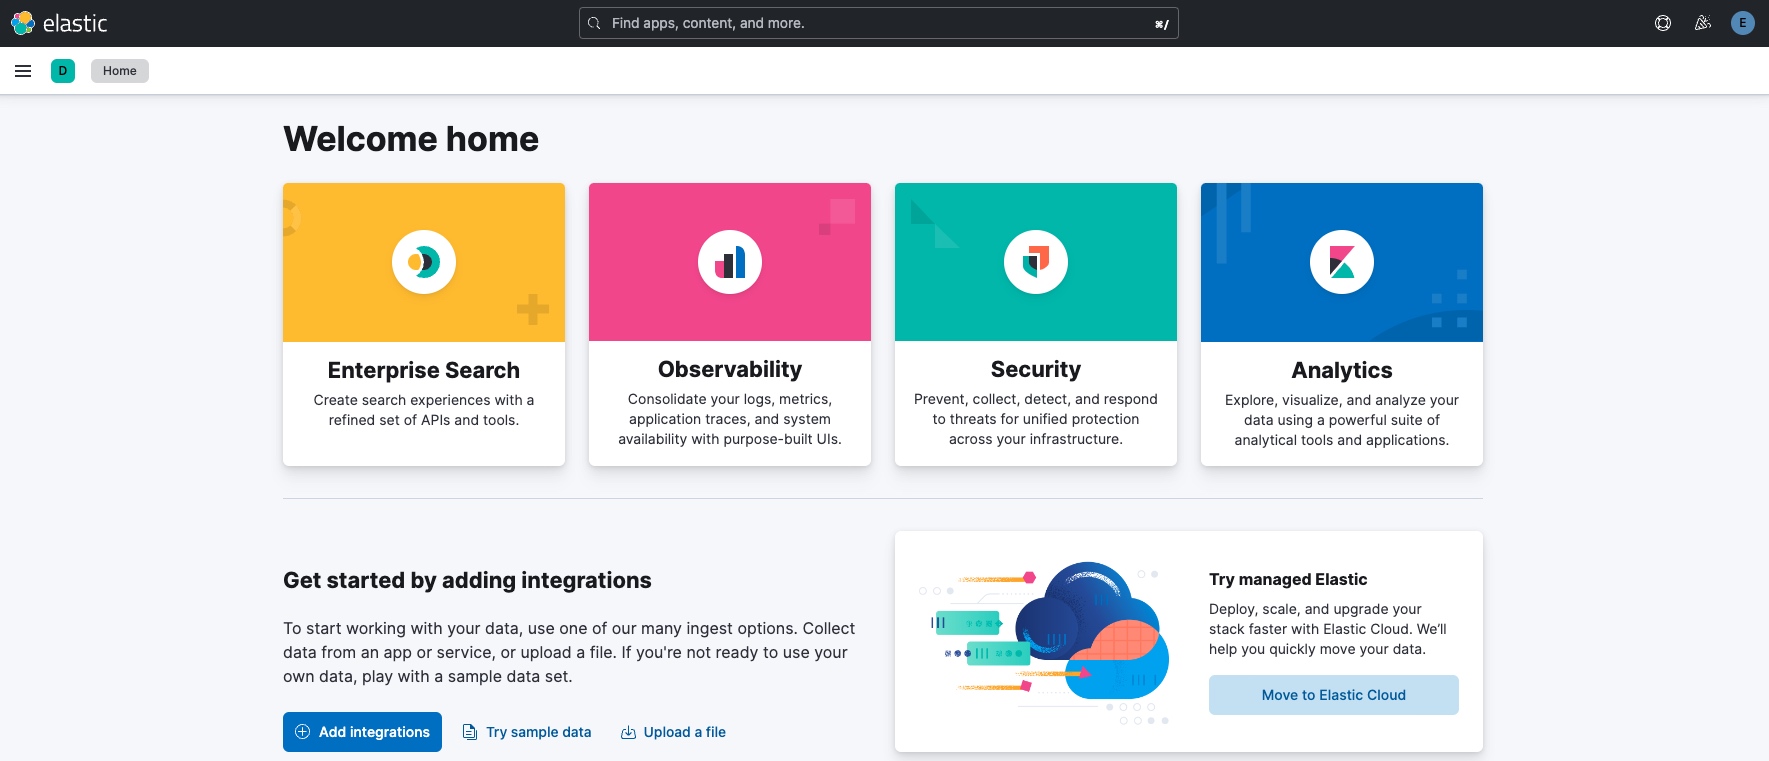 elastic
Find apps, content, and more.
⌘/
E
D
Home
Welcome home
Enterprise Search
Create search experiences with a
refined set of APIs and tools.
Observability
Consolidate your logs, metrics,
application traces, and system
availability with purpose-built UIs.
Security
Prevent, collect, detect, and respond
to threats for unified protection
across your infrastructure.
Analytics
Explore, visualize, and analyze your
data using a powerful suite of
analytical tools and applications.
Get started by adding integrations
To start working with your data, use one of our many ingest options. Collect
data from an app or service, or upload a file. If you're not ready to use your
own data, play with a sample data set.
Add integrations
Try sample data
Upload a file
Try managed Elastic
Deploy, scale, and upgrade your
stack faster with Elastic Cloud. We’ll
help you quickly move your data.
Move to Elastic Cloud